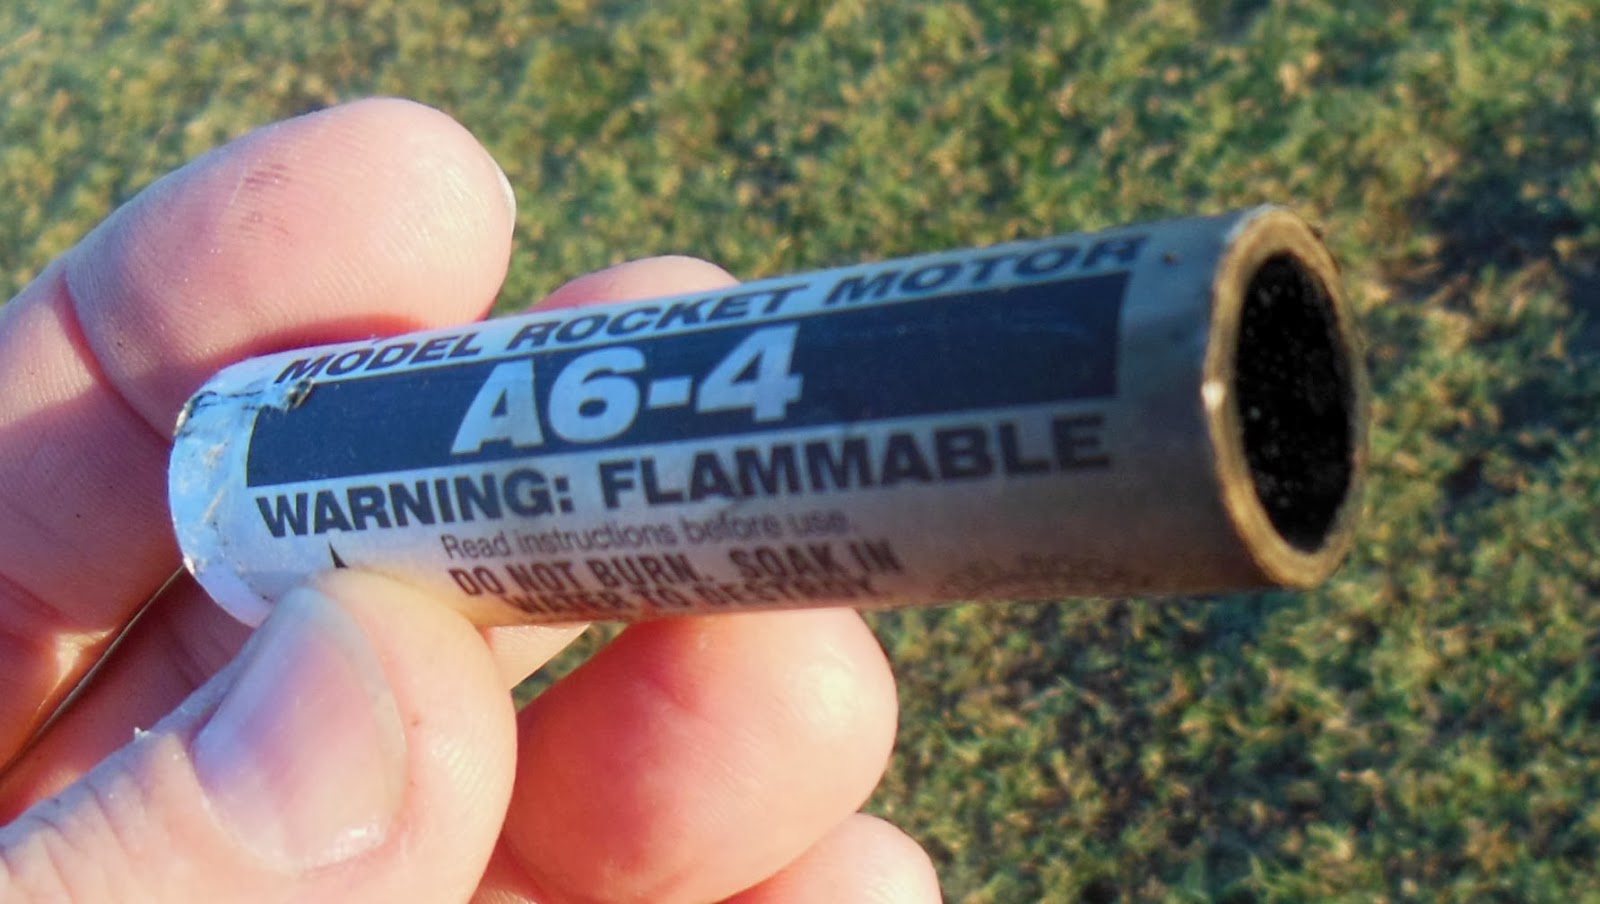 MODEL ROCKET MOTOR
A6-4
WARNING: FLAMMABLE
Read instructions before use.
DO NOT BURN. SOAK IN
WATER TO DESTROY.